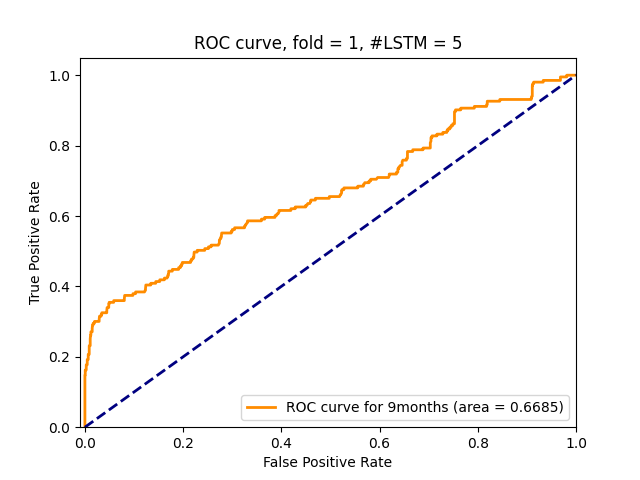 ROC curve, fold = 1, #LSTM = 5
True Positive Rate
1.0
0.8
0.6
0.4
0.2
0.0
ROC curve for 9months (area = 0.6685)
0.0 0.2 0.4 0.6 0.8 1.0
False Positive Rate